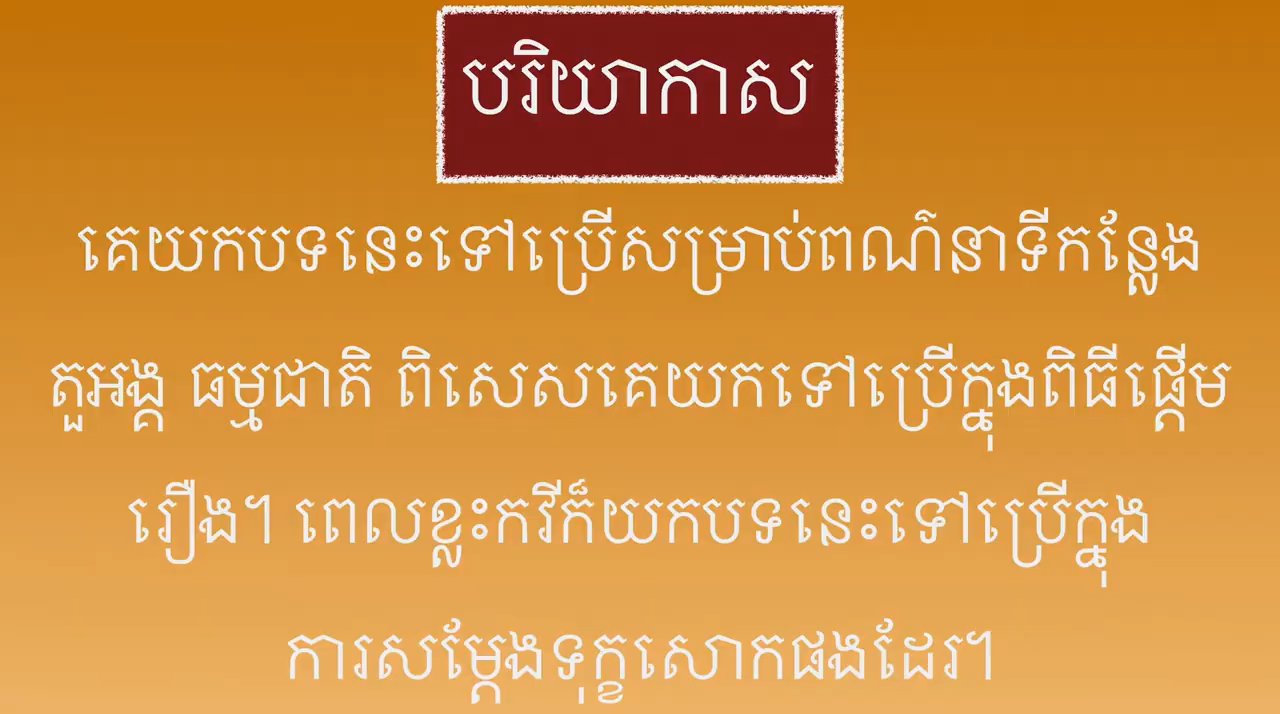 បរិយាកាស
គេយកបទនេះទៅប្រើសម្រាប់ពណ៌នាទីកន្លែង
តួអង្គ ធម្មជាតិ ពិសេសគេយកទៅប្រើក្នុងពិធីផ្ដើម
រឿង។ ពេលខ្លះកវីក៏យកបទនេះទៅប្រើក្នុង
ការសម្ដែងទុក្ខសោកផងដែរ។